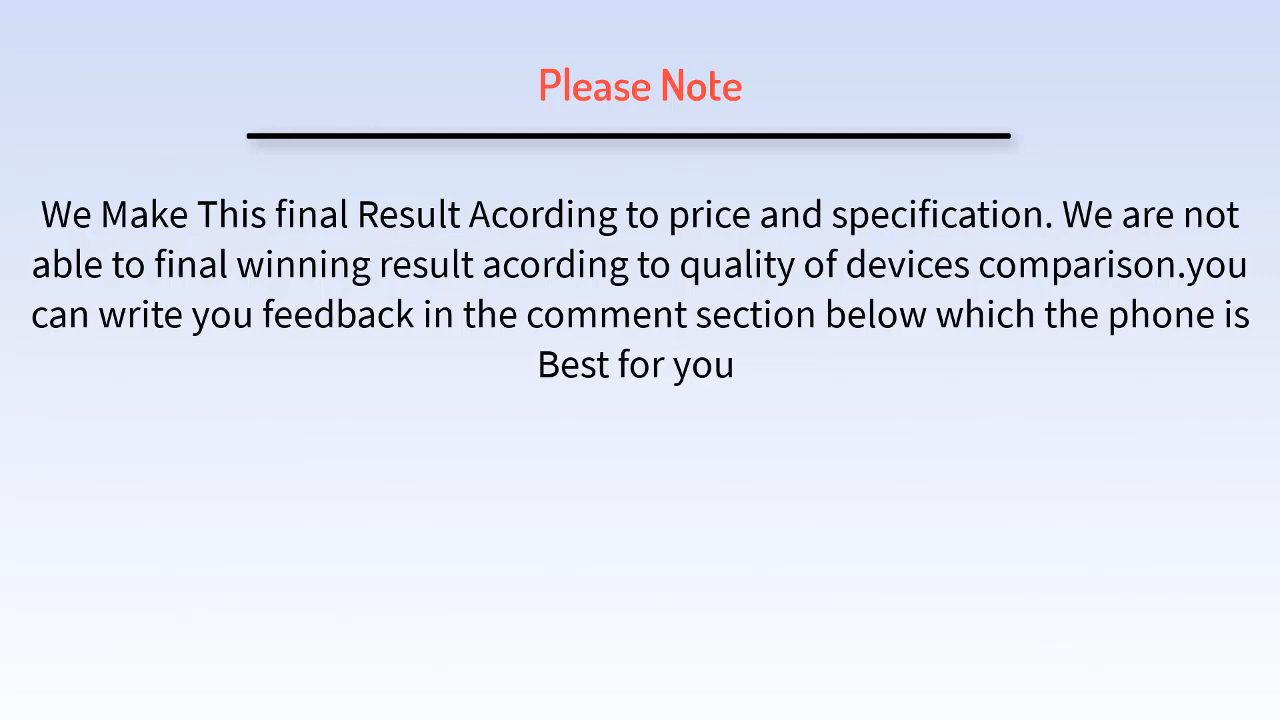 Please Note
We Make This final Result Acording to price and specification. We are not
able to final winning result acording to quality of devices comparison.you
can write you feedback in the comment section below which the phone is
Best for you